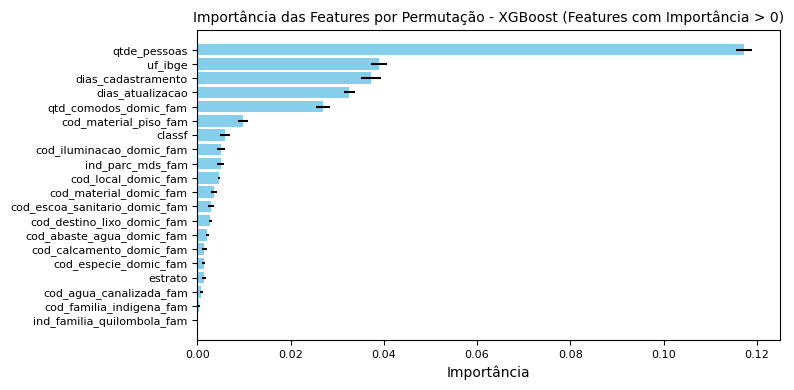 Importância das Features por Permutação - XGBoost (Features com Importância > 0)
qtde_pessoas
uf_ibge
dias_cadastramento
dias_atualizacao
qtd_comodos_domic_fam
cod_material_piso_fam
classf
cod_iluminacao_domic_fam
ind_parc_mds_fam
cod_local_domic_fam
cod_material_domic_fam
cod_escoa_sanitario_domic_fam
cod_destino_lixo_domic_fam
cod_abaste_agua_domic_fam
cod_calcamento_domic_fam
cod_especie_domic_fam
estrato
cod_agua_canalizada_fam
cod_familia_indigena_fam
ind_familia_quilombola_fam
0.00 0.02 0.04 0.06 0.08 0.10 0.12
Importância